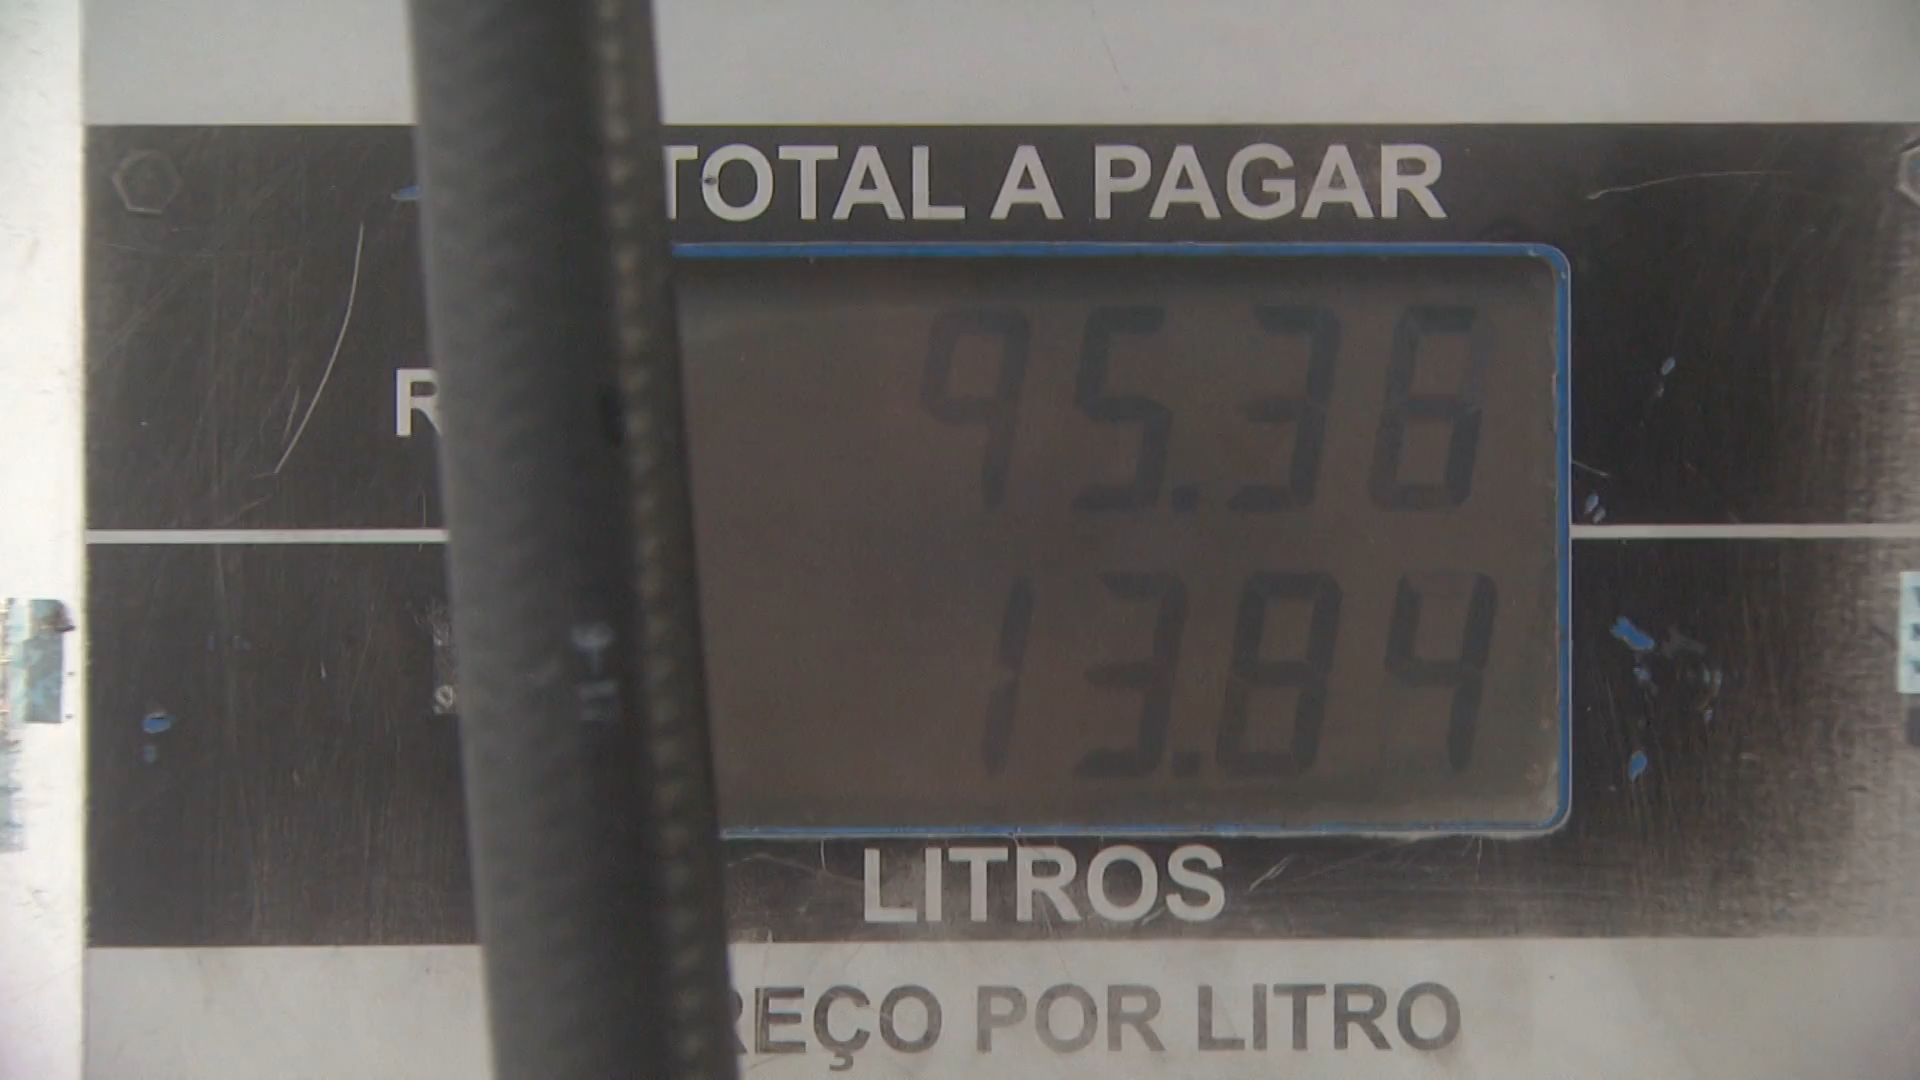 TOTAL A PAGAR
R
95.36
13.84
LITROS
REÇO POR LITRO